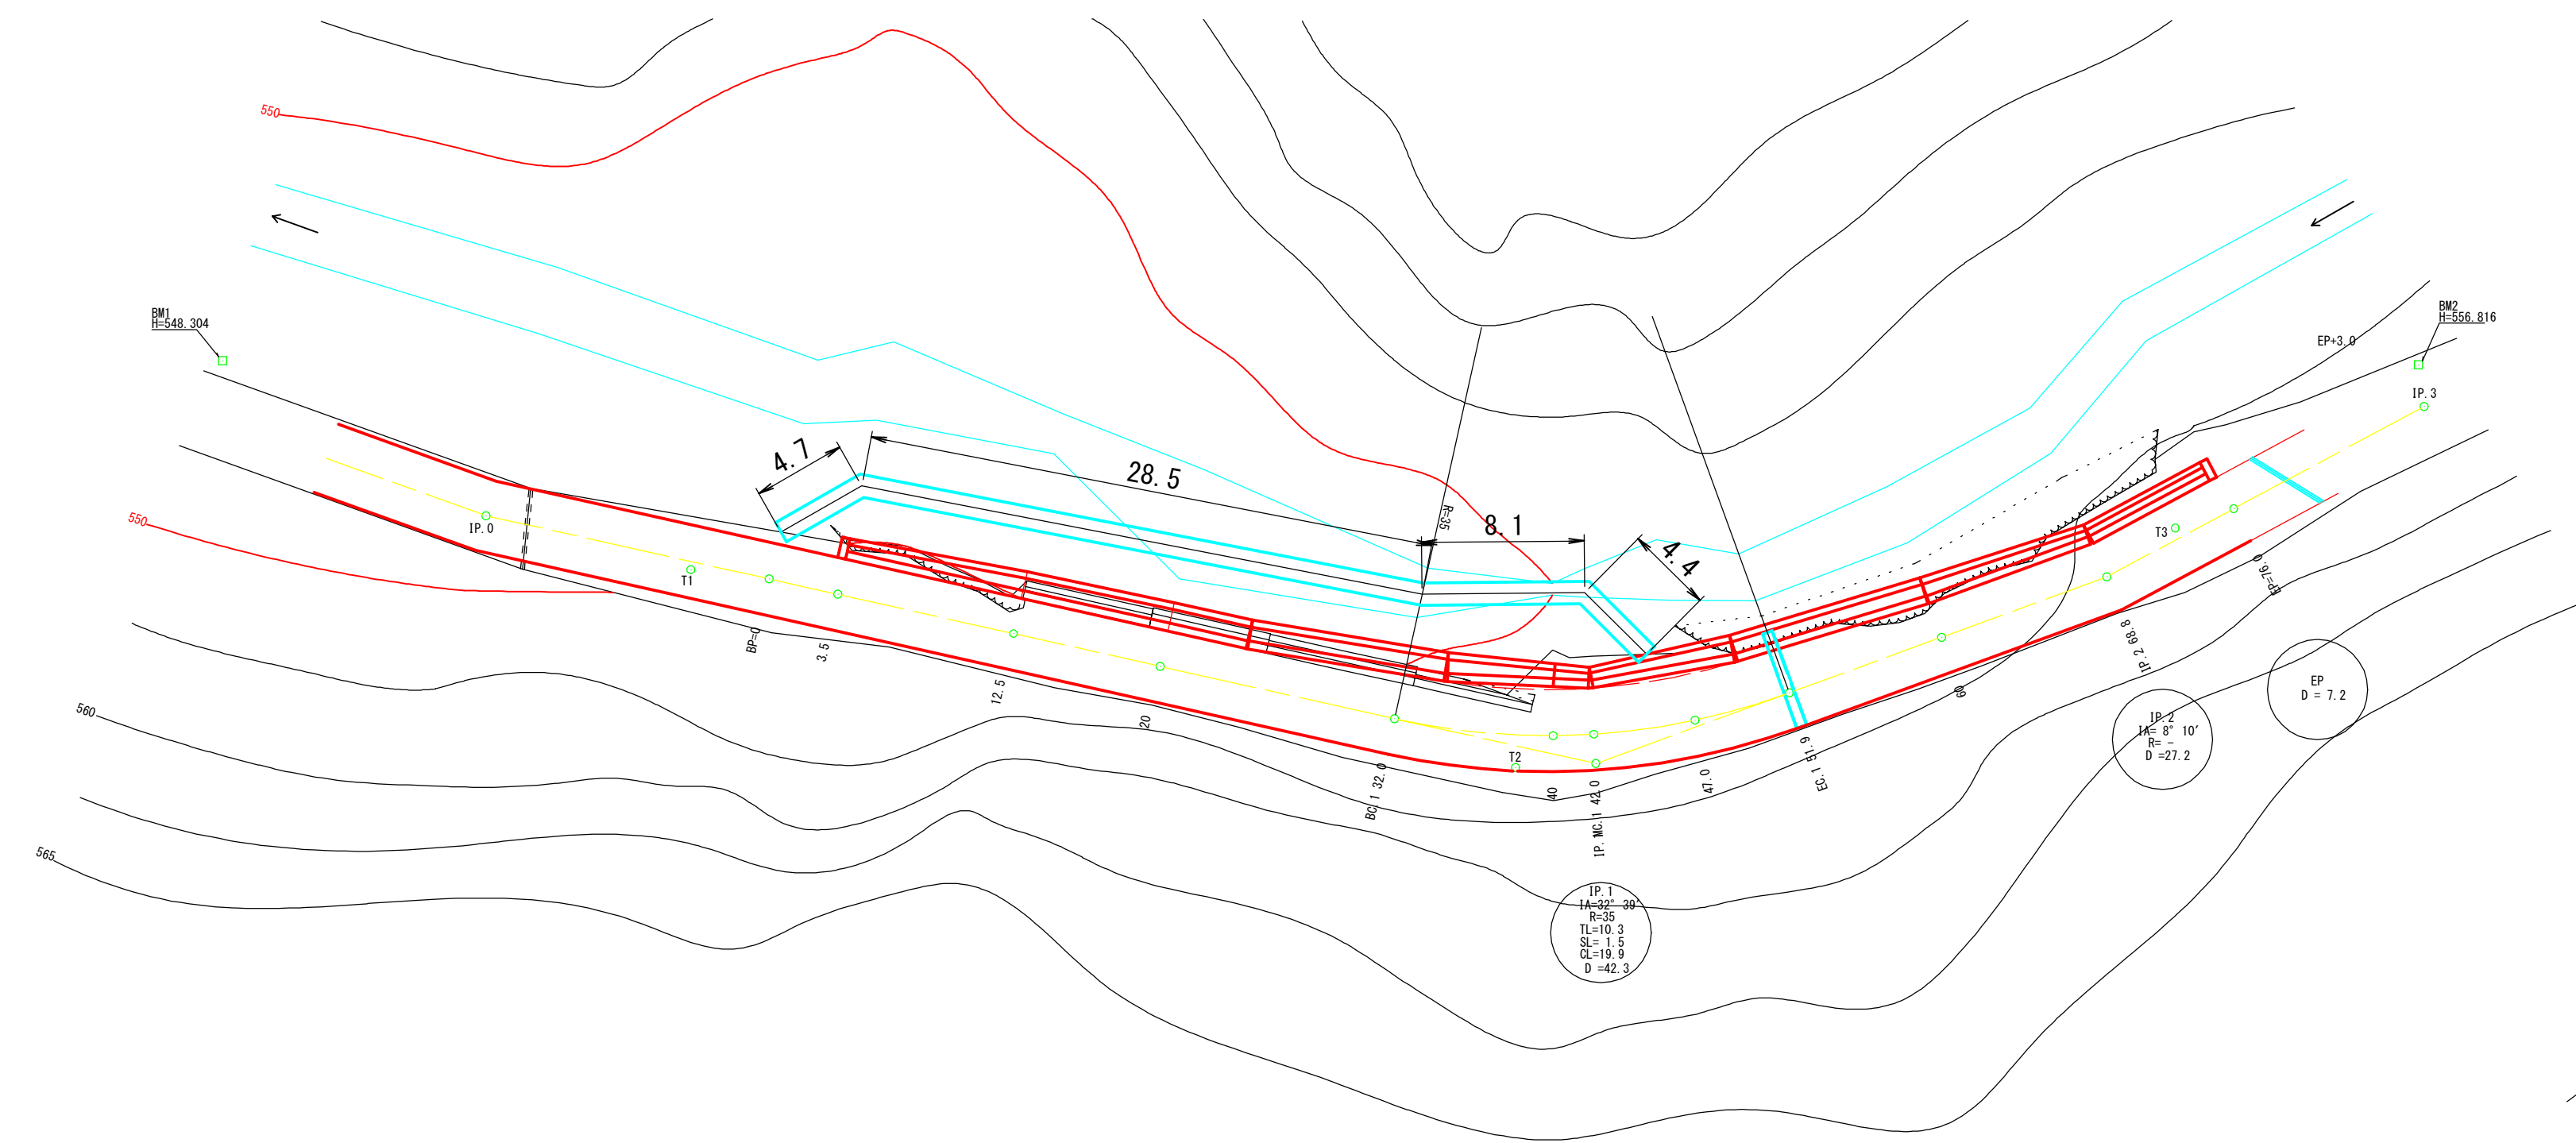 550
BM1
H=548.304
BM2
H=556.816
EP+3.0
IP.3
4.7
28.5
R=35
8.1
4.4
550
IP.0
T1
T3
BP=0
3.5
12.5
20
BC.1 32.0
T2
40
IP.1
MC.1 42.0
47.0
EC.1 51.9
60
IP.2 68.8
EP=76.0
560
565
EP
D = 7.2
IP.2
IA= 8° 10′
R= -
D =27.2
IP.1
IA=32° 39′
R=35
TL=10.3
SL= 1.5
CL=19.9
D =42.3